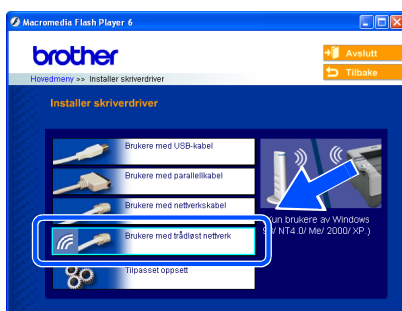 Macromedia Flash Player 6
brother
Avslutt
Tilbake
Hovedmeny >> Installer skriverdriver
Installer skriverdriver
Brukere med USB-kabel
Brukere med parallellkabel
Brukere med nettverkskabel
Brukere med trådløst nettverk
Tilpasset oppsett
brukere av Windows
NT4.0/ Me/ 2000/ XP.)